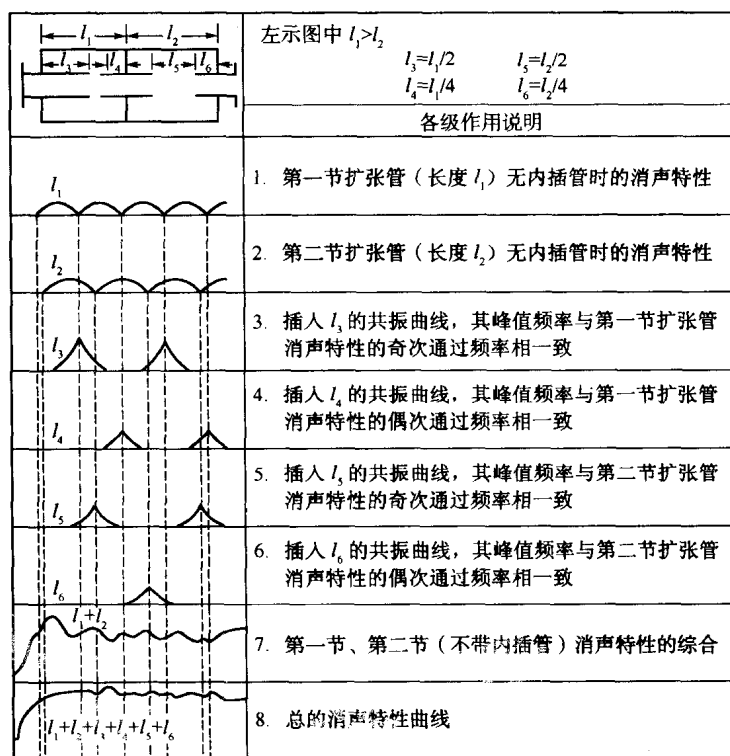 l₁ l₂
l₃ l₄ l₅ l₆
左示图中 l₁>l₂
l₃=l₁/2 l₅=l₂/2
l₄=l₁/4 l₆=l₂/4
各级作用说明
l₁
1. 第一节扩张管（长度 l₁）无内插管时的消声特性
l₂
2. 第二节扩张管（长度 l₂）无内插管时的消声特性
l₃
3. 插入 l₃ 的共振曲线，其峰值频率与第一节扩张管
消声特性的奇次通过频率相一致
l₄
4. 插入 l₄ 的共振曲线，其峰值频率与第一节扩张管
消声特性的偶次通过频率相一致
l₅
5. 插入 l₅ 的共振曲线，其峰值频率与第二节扩张管
消声特性的奇次通过频率相一致
l₆
6. 插入 l₆ 的共振曲线，其峰值频率与第二节扩张管
消声特性的偶次通过频率相一致
l₁+l₂
7. 第一节、第二节（不带内插管）消声特性的综合
l₁+l₂+l₃+l₄+l₅+l₆
8. 总的消声特性曲线